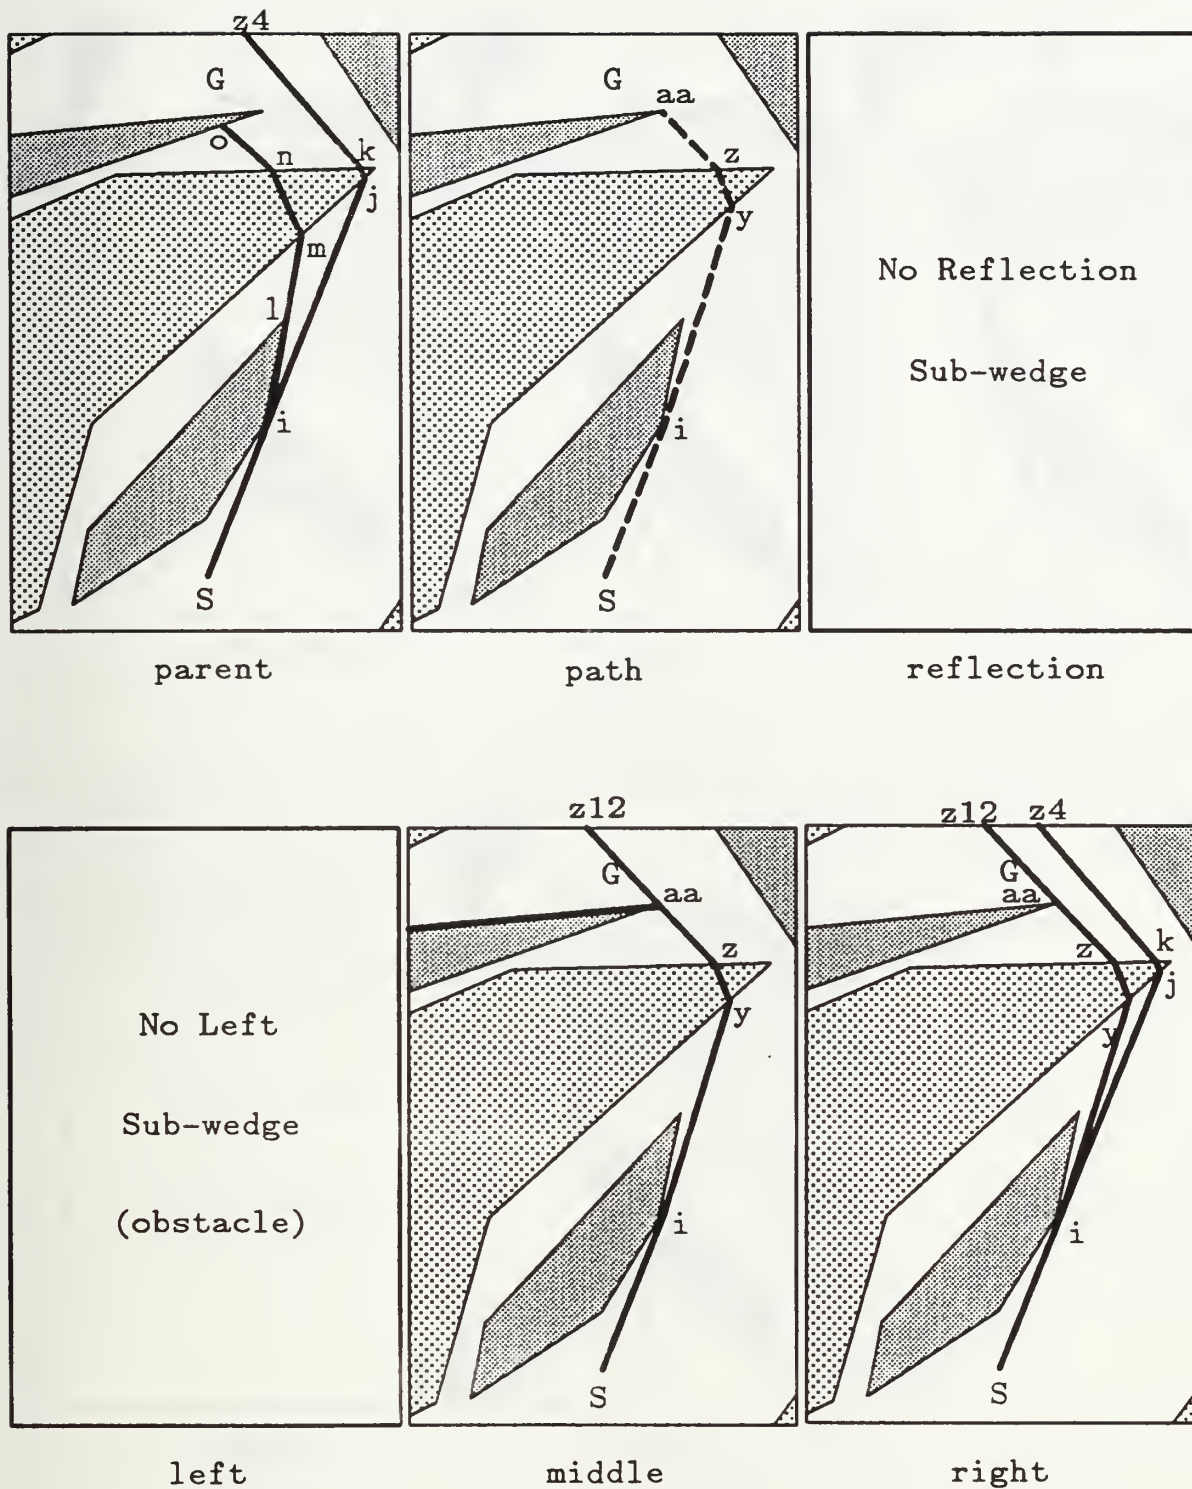 z4
G
o
n
k
j
m
l
i
S
parent
G
aa
z
y
i
S
path
No Reflection
Sub-wedge
reflection
No Left
Sub-wedge
(obstacle)
left
z12
G
aa
z
y
i
S
middle
z12
z4
G
aa
z
k
j
y
i
S
right